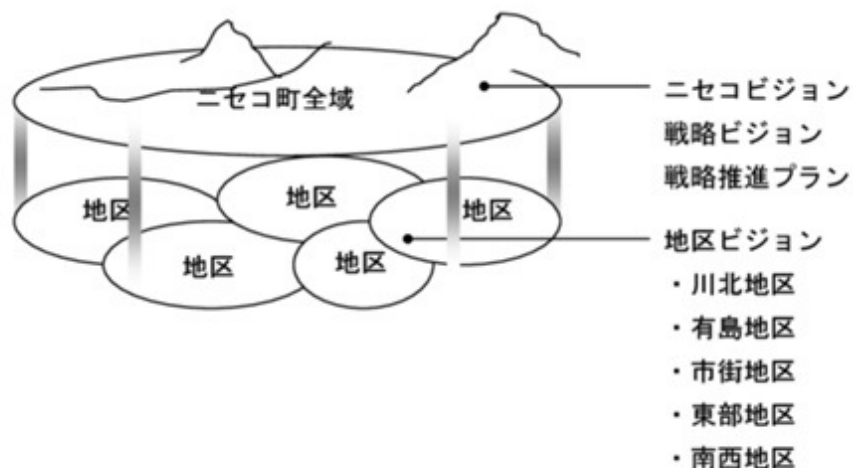 ニセコ町全域
ニセコビジョン
戦略ビジョン
戦略推進プラン
地区
地区
地区
地区
地区
地区ビジョン
・川北地区
・有島地区
・市街地区
・東部地区
・南西地区